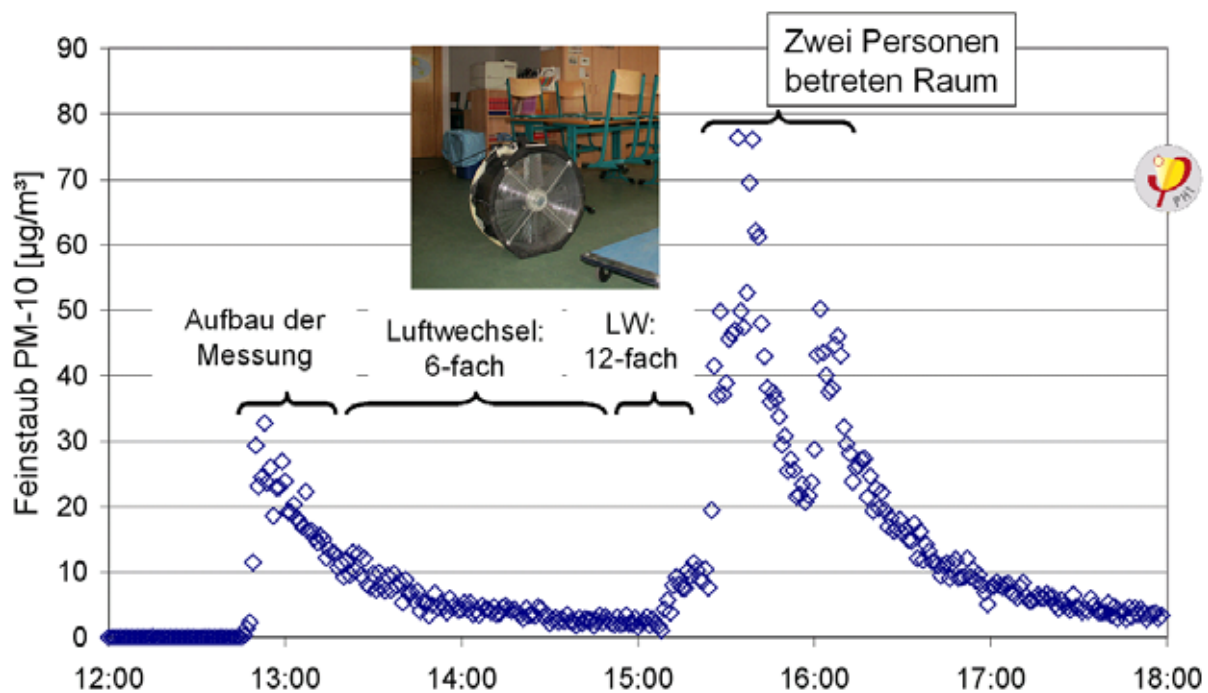 Zwei Personen
betreten Raum
90
80
70
60
50
40
30
20
10
0
Feinstaub PM-10 [µg/m³]
Aufbau der
Messung
Luftwechsel:
6-fach
LW:
12-fach
PHI
12:00 13:00 14:00 15:00 16:00 17:00 18:00